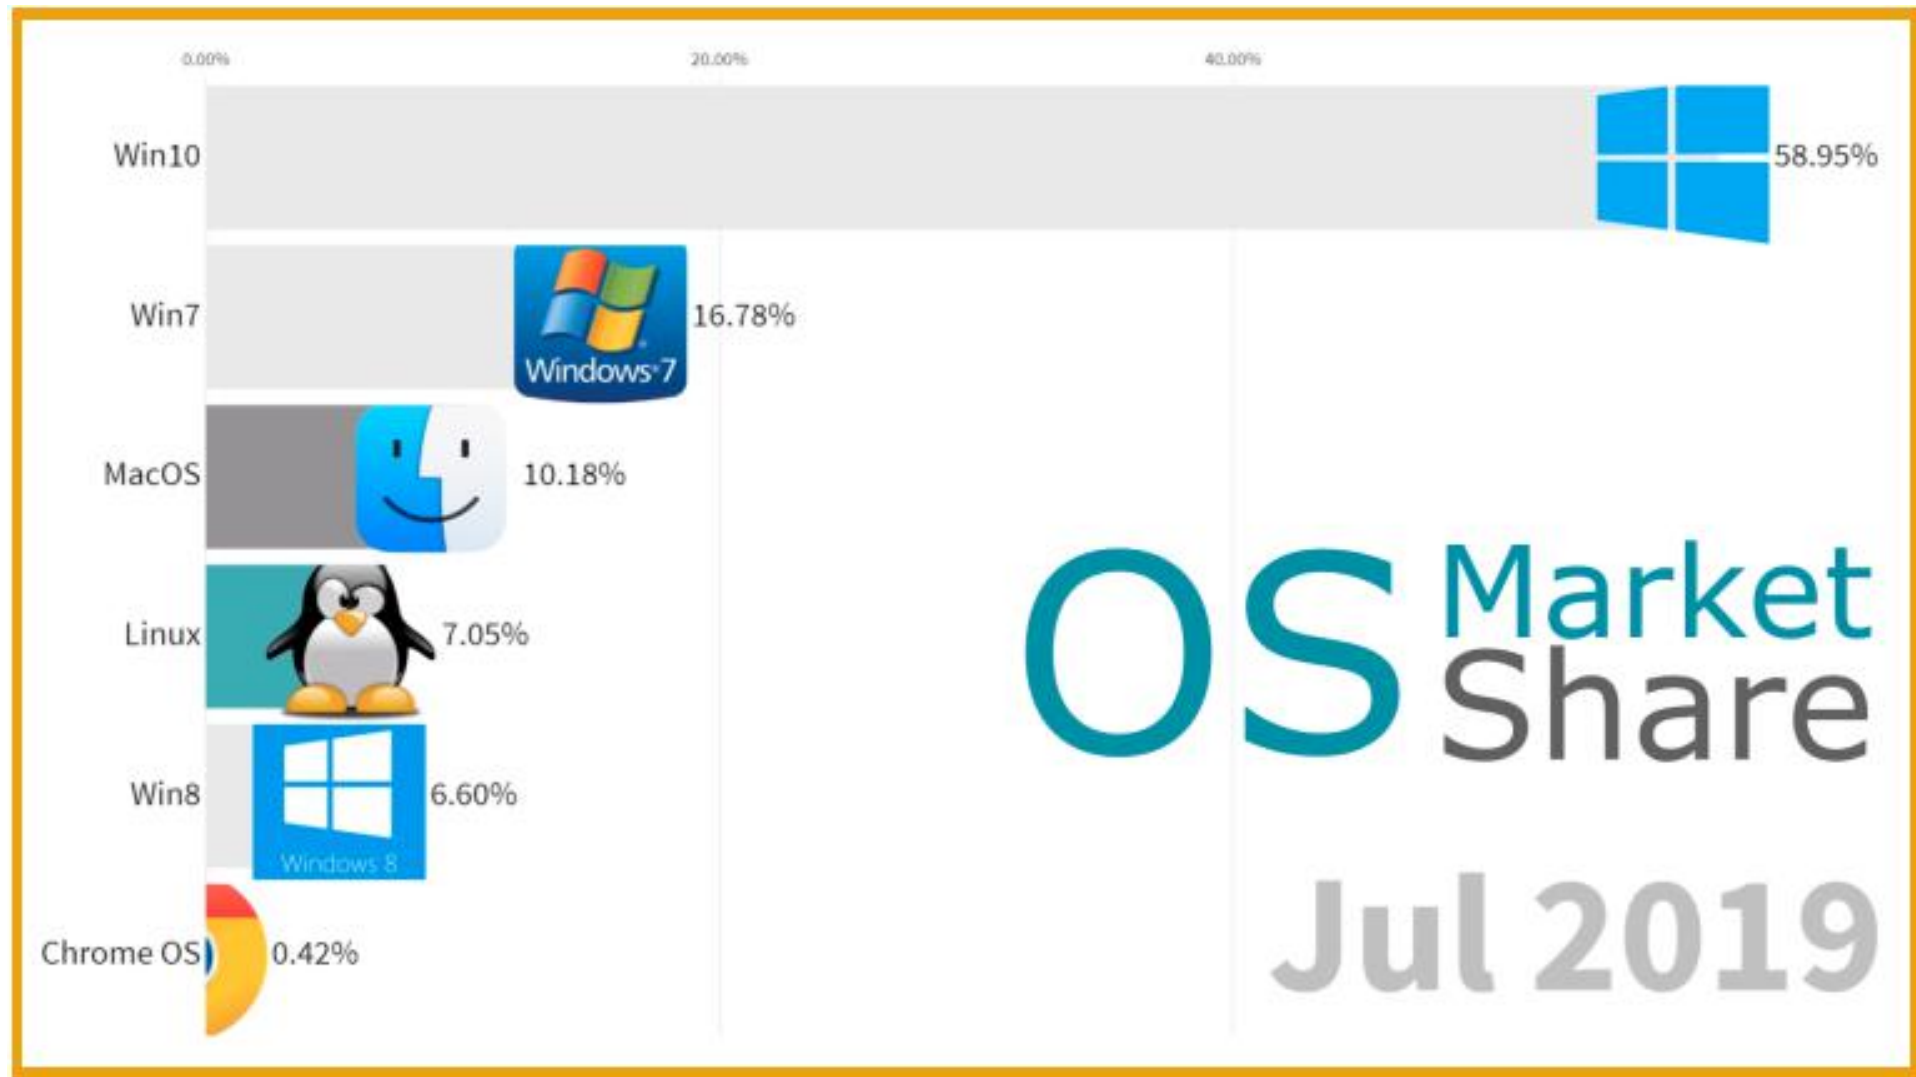 0.00% 20.00% 40.00%
Win10 58.95%
Win7 16.78%
Windows 7
MacOS 10.18%
Linux 7.05%
Win8 6.60%
Windows 8
Chrome OS 0.42%
OS Market Share
Jul 2019